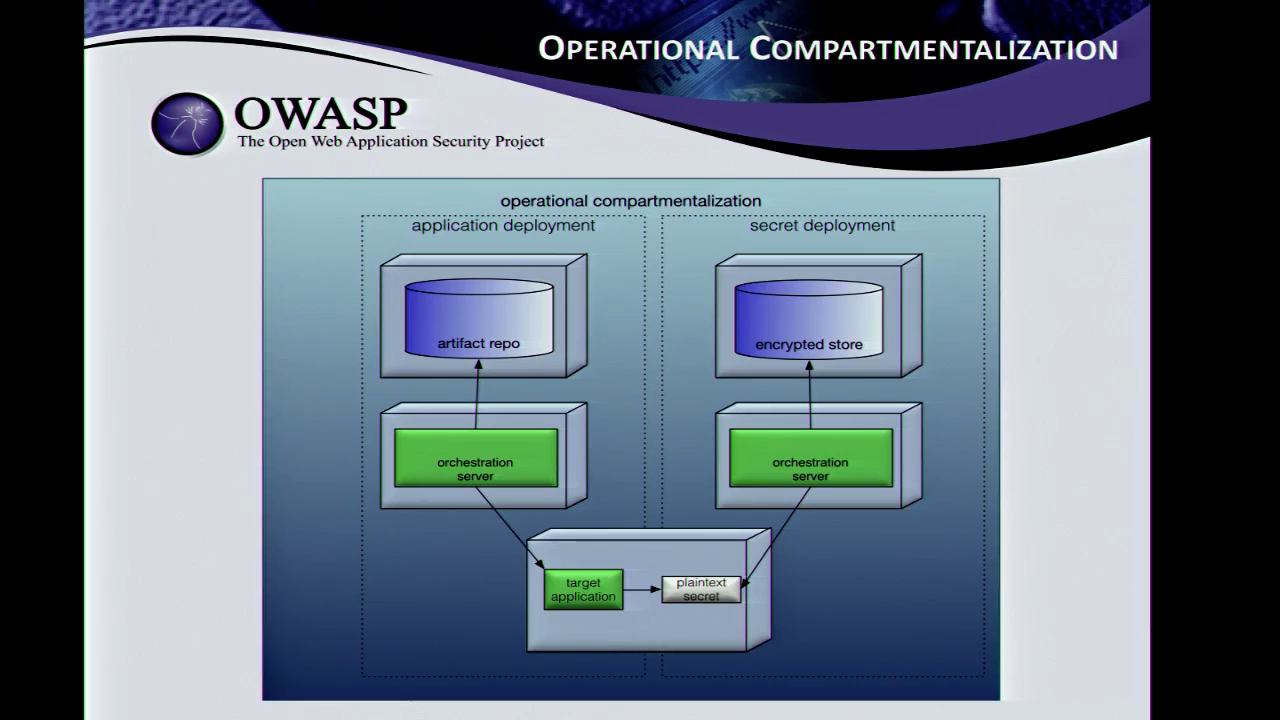 OPERATIONAL COMPARTMENTALIZATION
OWASP
The Open Web Application Security Project
operational compartmentalization
application deployment
secret deployment
artifact repo
encrypted store
orchestration
server
orchestration
server
target
application
plaintext
secret
http